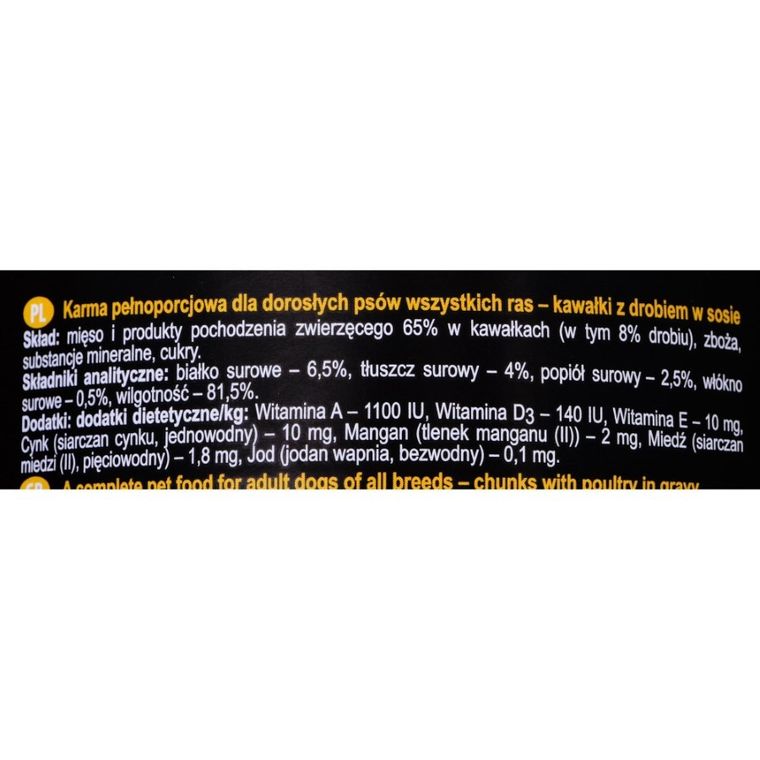 PL Karma pełnoporcjowa dla dorosłych psów wszystkich ras – kawałki z drobiem w sosie
Skład: mięso i produkty pochodzenia zwierzęcego 65% w kawałkach (w tym 8% drobiu), zboża,
substancje mineralne, cukry.
Składniki analityczne: białko surowe – 6,5%, tłuszcz surowy – 4%, popiół surowy – 2,5%, włókno
surowe – 0,5%, wilgotność – 81,5%.
Dodatki: dodatki dietetyczne/kg: Witamina A – 1100 IU, Witamina D3 – 140 IU, Witamina E – 10 mg,
Cynk (siarczan cynku, jednowodny) – 10 mg, Mangan (tlenek manganu (II)) – 2 mg, Miedź (siarczan
miedzi (II), pięciowodny) – 1,8 mg, Jod (jodan wapnia, bezwodny) – 0,1 mg.
GB A complete pet food for adult dogs of all breeds – chunks with poultry in gravy